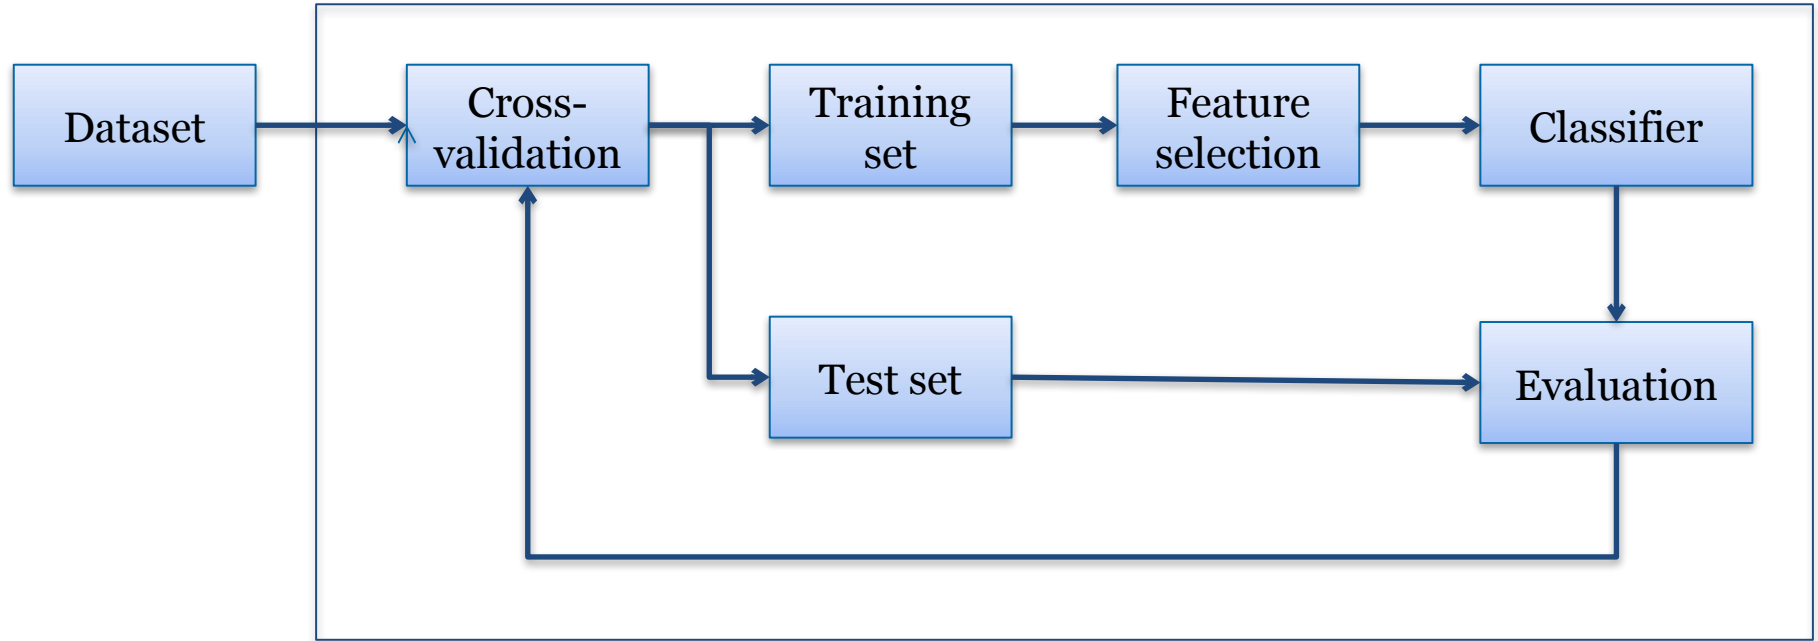 Dataset
Cross-
validation
Training
set
Feature
selection
Classifier
Test set
Evaluation